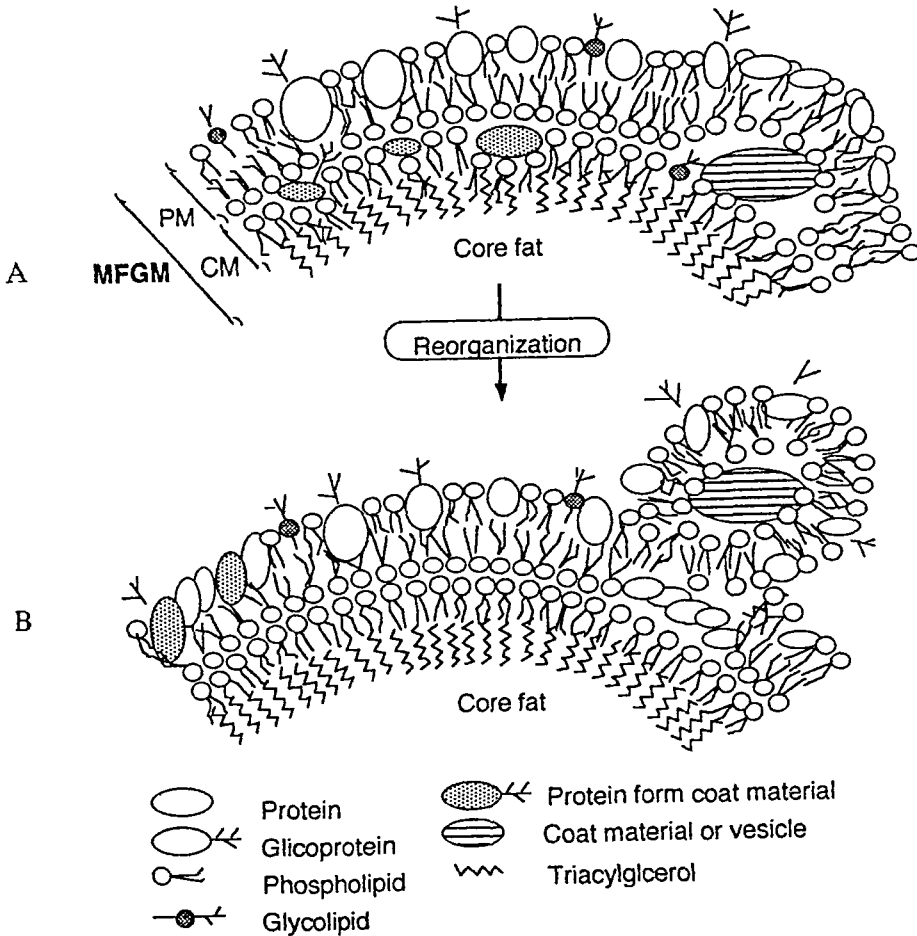 PM
A
MFGM
CM
Core fat
Reorganization
B
Core fat
Protein
Glicoprotein
Phospholipid
Glycolipid
Protein form coat material
Coat material or vesicle
Triacylglcerol